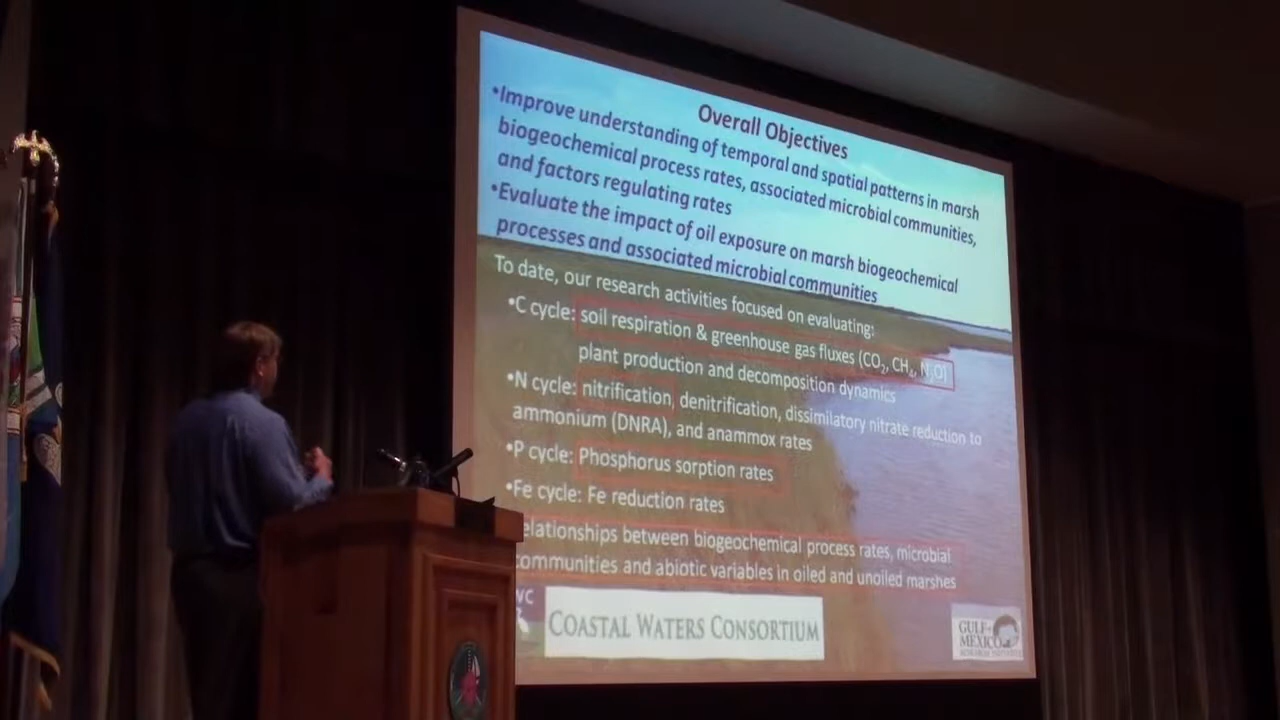 Overall Objectives
•Improve understanding of temporal and spatial patterns in marsh
biogeochemical process rates, associated microbial communities,
and factors regulating rates
•Evaluate the impact of oil exposure on marsh biogeochemical
processes and associated microbial communities
To date, our research activities focused on evaluating:
•C cycle: soil respiration & greenhouse gas fluxes (CO₂, CH₄, N₂O)
plant production and decomposition dynamics
•N cycle: nitrification, denitrification, dissimilatory nitrate reduction to
ammonium (DNRA), and anammox rates
•P cycle: Phosphorus sorption rates
•Fe cycle: Fe reduction rates
elationships between biogeochemical process rates, microbial
ommunities and abiotic variables in oiled and unoiled marshes
WC
COASTAL WATERS CONSORTIUM
GULF of
MEXICO